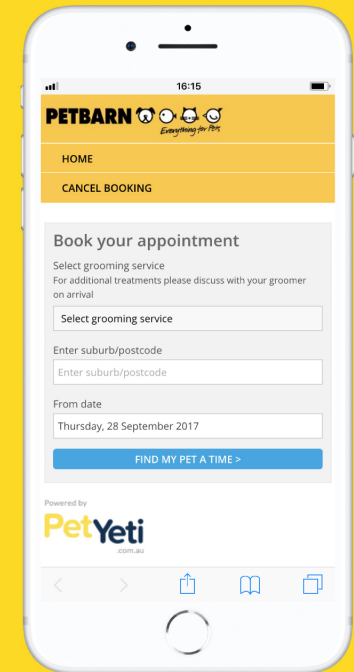 16:15
PETBARN
Everything for Pets
HOME
CANCEL BOOKING
Book your appointment
Select grooming service
For additional treatments please discuss with your groomer
on arrival
Select grooming service
Enter suburb/postcode
Enter suburb/postcode
From date
Thursday, 28 September 2017
FIND MY PET A TIME >
Powered by
PetYeti
.com.au